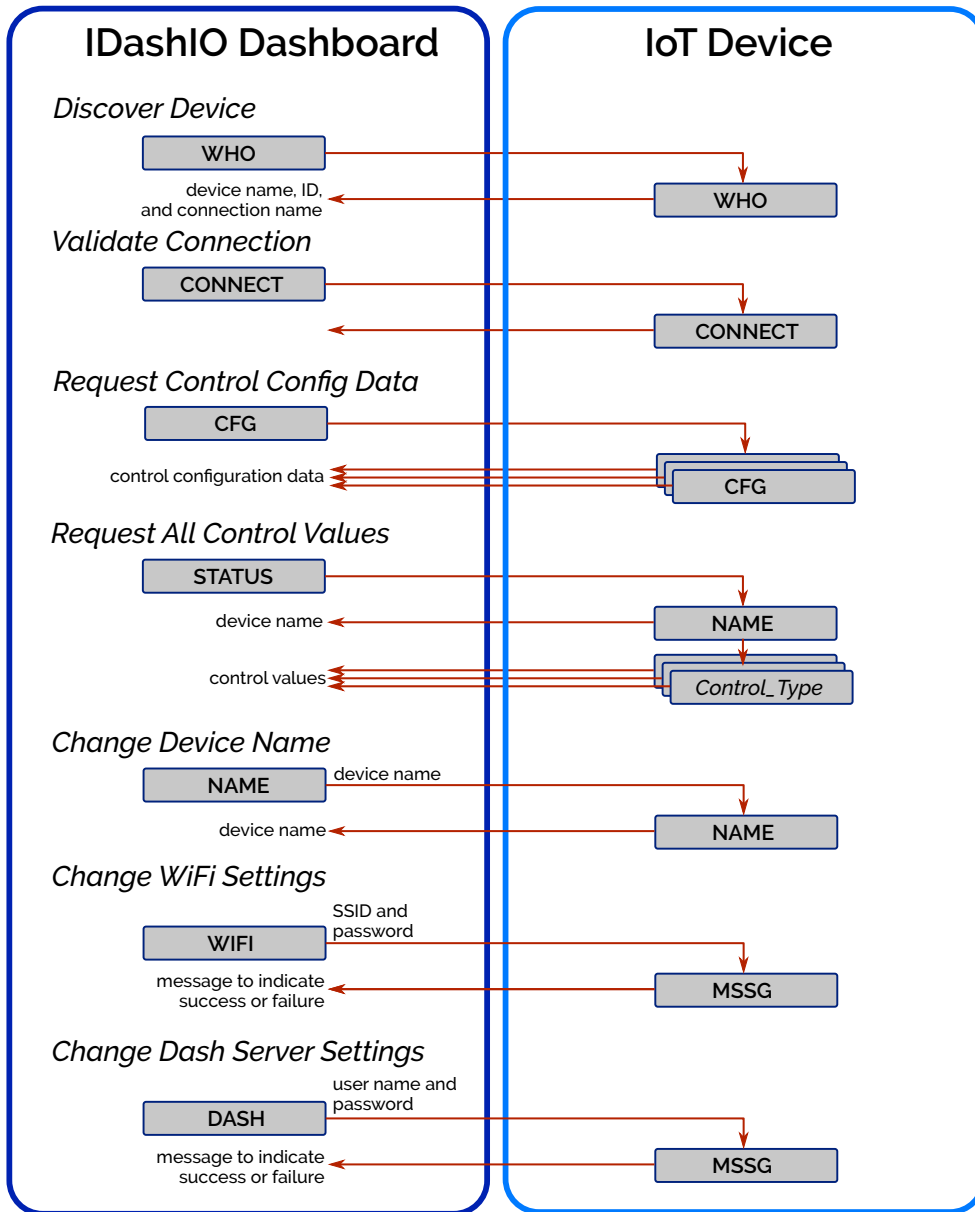 IDashIO Dashboard
IoT Device
Discover Device
WHO
device name, ID,
and connection name
WHO
Validate Connection
CONNECT
CONNECT
Request Control Config Data
CFG
control configuration data
CFG
Request All Control Values
STATUS
device name
NAME
control values
Control_Type
Change Device Name
NAME
device name
device name
NAME
Change WiFi Settings
SSID and
password
WIFI
message to indicate
success or failure
MSSG
Change Dash Server Settings
user name and
password
DASH
message to indicate
success or failure
MSSG